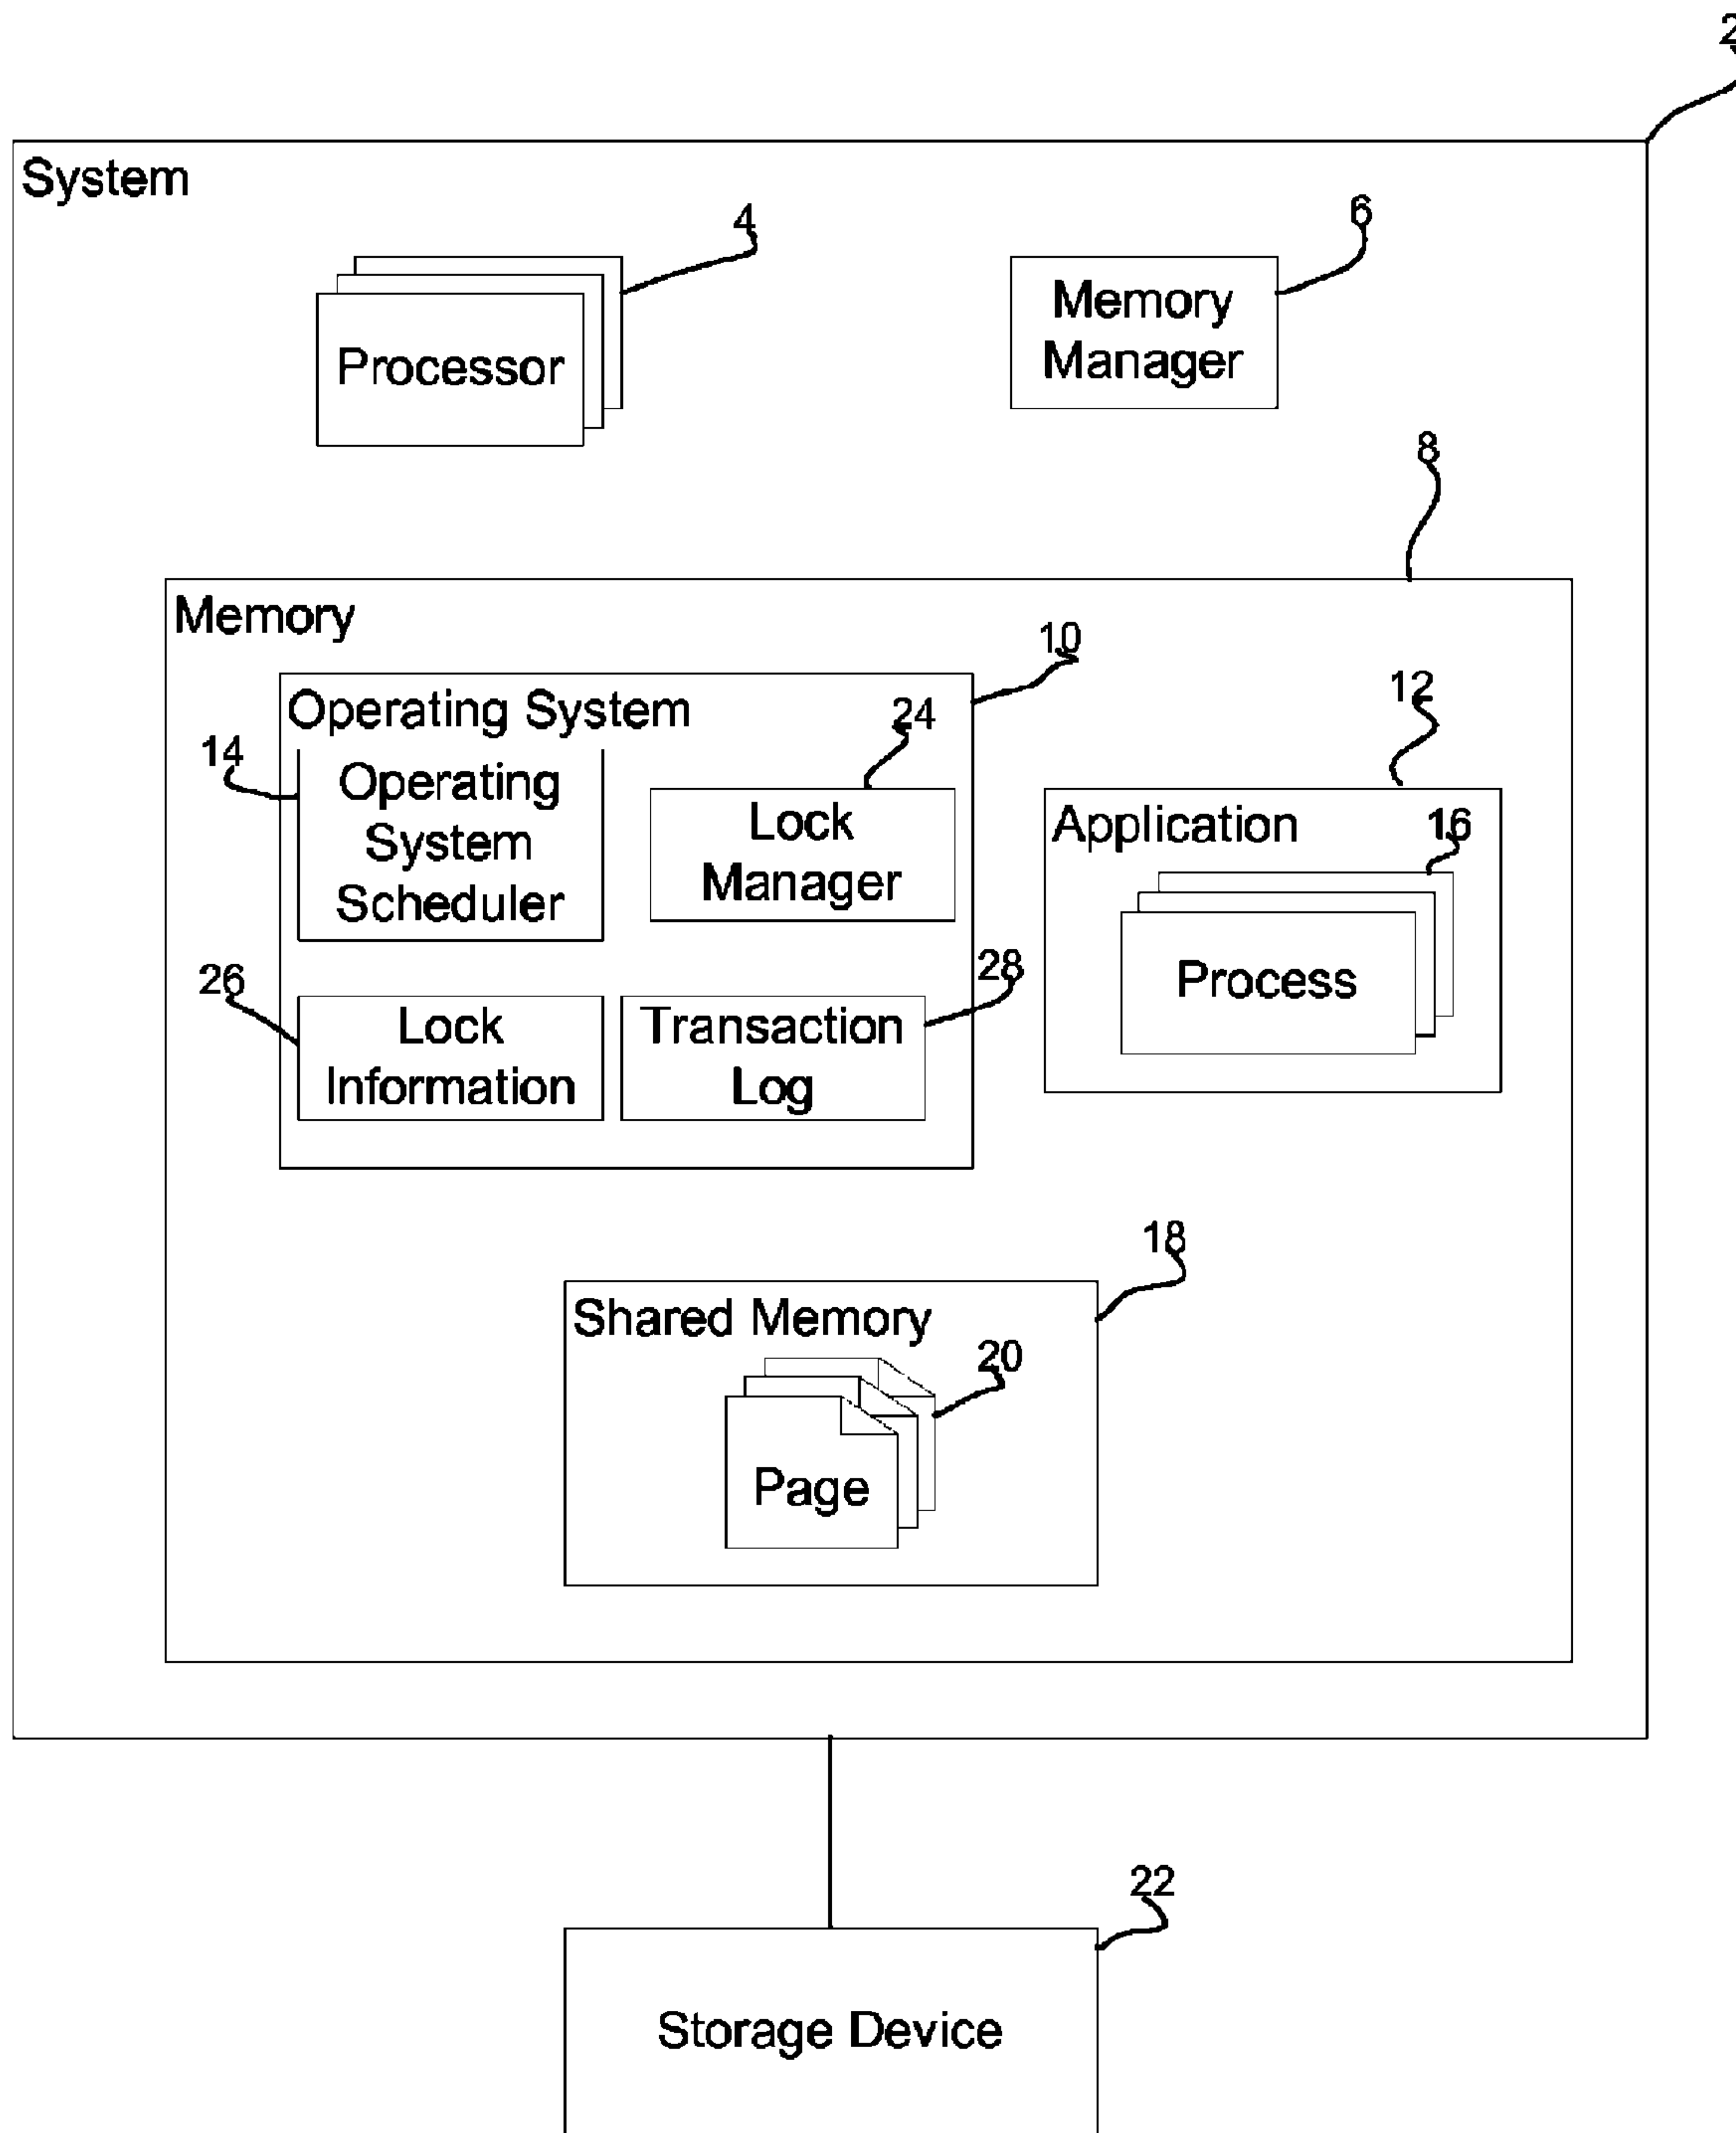 2
System
4
6
Processor
Memory
Manager
8
Memory
10
Operating System
24
12
14
Operating
System
Scheduler
Lock
Manager
Application
16
Process
26
28
Lock
Information
Transaction
Log
18
Shared Memory
20
Page
22
Storage Device